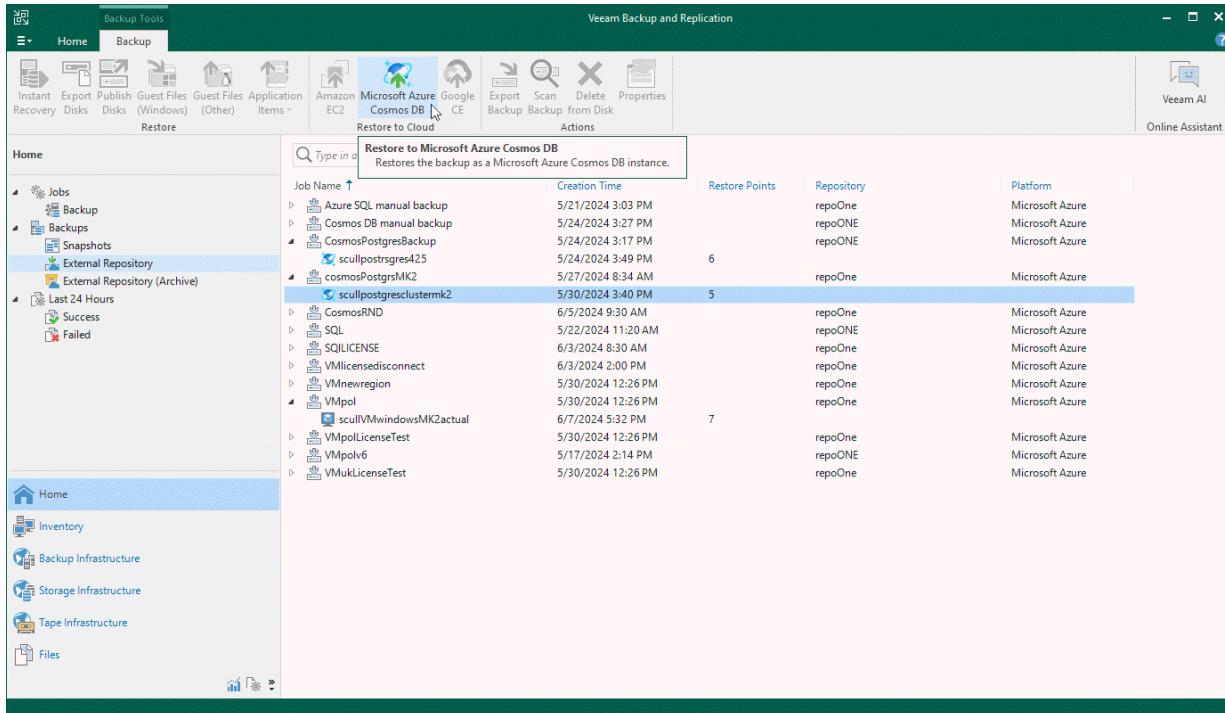 Backup Tools
Veeam Backup and Replication
Home Backup
Instant Recovery
Export Disks
Publish Disks
Guest Files (Windows)
Guest Files (Other)
Application Items
Restore
Amazon EC2
Microsoft Azure Cosmos DB
Google CE
Restore to Cloud
Export Backup
Scan Backup
Delete from Disk
Properties
Actions
Veeam AI
Online Assistant
Restore to Microsoft Azure Cosmos DB
Restores the backup as a Microsoft Azure Cosmos DB instance.
Home
Type in a
Jobs
Backup
Backups
Snapshots
External Repository
External Repository (Archive)
Last 24 Hours
Success
Failed
Job Name Creation Time Restore Points Repository Platform
Azure SQL manual backup 5/21/2024 3:03 PM repoOne Microsoft Azure
Cosmos DB manual backup 5/24/2024 3:27 PM repoONE Microsoft Azure
CosmosPostgresBackup 5/24/2024 3:17 PM repoONE Microsoft Azure
scullpostrsgres425 5/24/2024 3:49 PM 6
cosmosPostgrsMK2 5/27/2024 8:34 AM repoOne Microsoft Azure
scullpostgresclustermk2 5/30/2024 3:40 PM 5
CosmosRND 6/5/2024 9:30 AM repoOne Microsoft Azure
SQL 5/22/2024 11:20 AM repoONE Microsoft Azure
SQlLICENSE 6/3/2024 8:30 AM repoOne Microsoft Azure
VMlicensedisconnect 6/3/2024 2:00 PM repoOne Microsoft Azure
VMnewregion 5/30/2024 12:26 PM repoOne Microsoft Azure
VMpol 5/30/2024 12:26 PM repoOne Microsoft Azure
scullVMwindowsMK2actual 6/7/2024 5:32 PM 7
VMpolLicenseTest 5/30/2024 12:26 PM repoOne Microsoft Azure
VMpolv6 5/17/2024 2:14 PM repoONE Microsoft Azure
VMukLicenseTest 5/30/2024 12:26 PM repoOne Microsoft Azure
Home
Inventory
Backup Infrastructure
Storage Infrastructure
Tape Infrastructure
Files